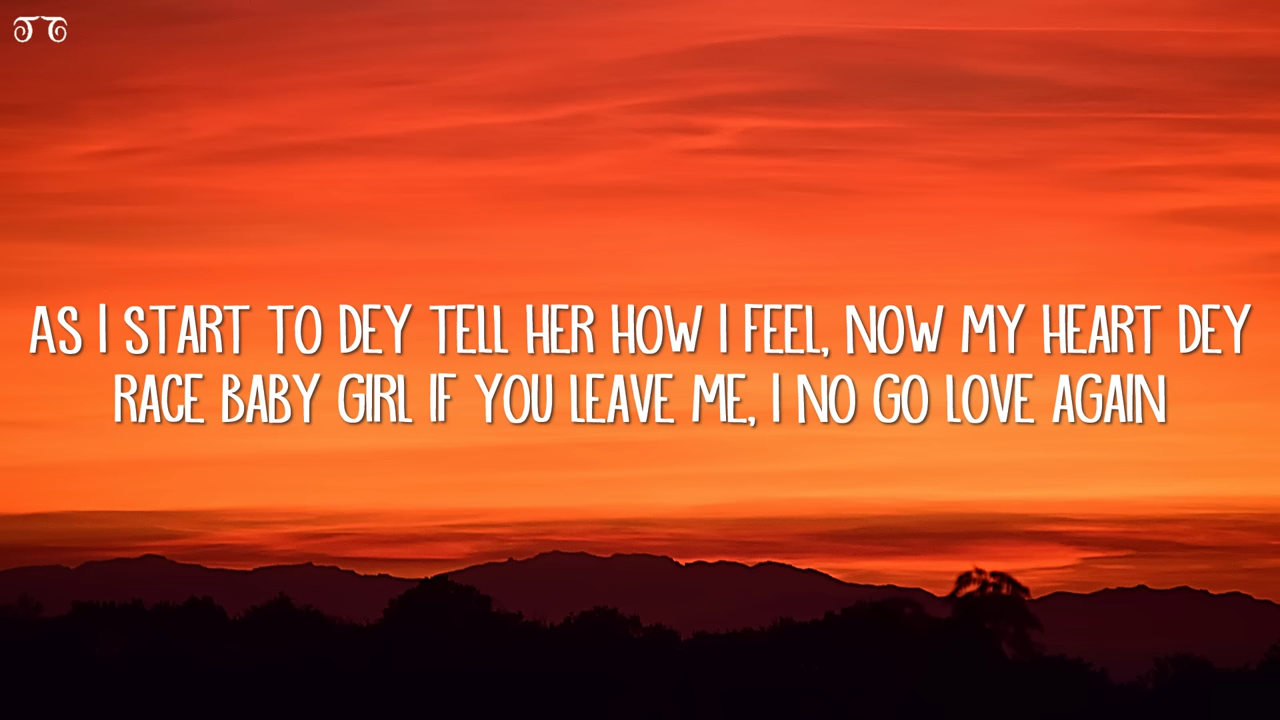 AS I START TO DEY TELL HER HOW I FEEL, NOW MY HEART DEY
RACE BABY GIRL IF YOU LEAVE ME, I NO GO LOVE AGAIN